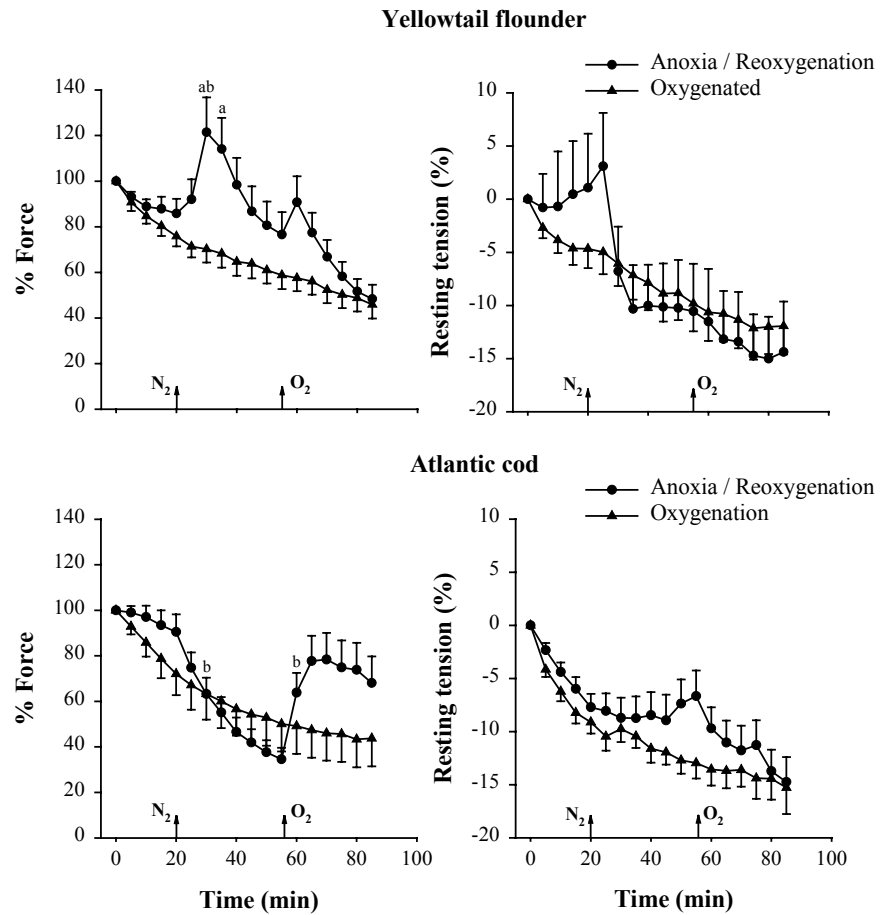 Yellowtail flounder
Anoxia / Reoxygenation
Oxygenated
% Force
140
120
100
80
60
40
20
0
ab
a
N2
O2
Resting tension (%)
10
5
0
-5
-10
-15
-20
N2
O2
Atlantic cod
Anoxia / Reoxygenation
Oxygenation
% Force
140
120
100
80
60
40
20
0
b
b
N2
O2
0 20 40 60 80 100
Time (min)
Resting tension (%)
10
5
0
-5
-10
-15
-20
N2
O2
0 20 40 60 80 100
Time (min)